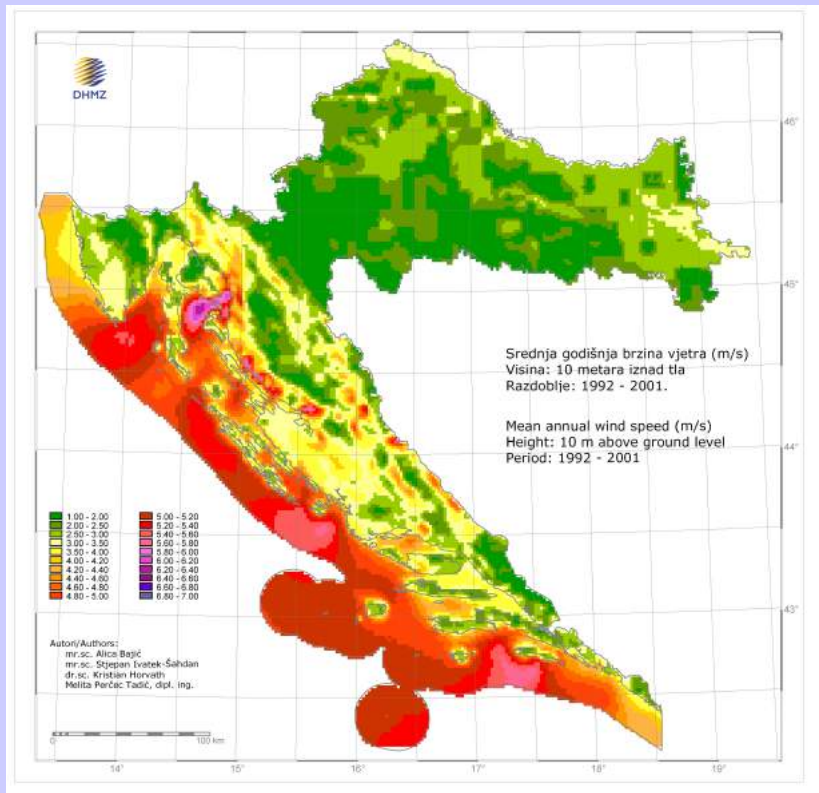 DHMZ
46°
45°
Srednja godišnja brzina vjetra (m/s)
Visina: 10 metara iznad tla
Razdoblje: 1992 - 2001.
Mean annual wind speed (m/s)
Height: 10 m above ground level
Period: 1992 - 2001
44°
43°
1.00 - 2.00
2.00 - 2.50
2.50 - 3.00
3.00 - 3.50
3.50 - 4.00
4.00 - 4.20
4.20 - 4.40
4.40 - 4.60
4.60 - 4.80
4.80 - 5.00
5.00 - 5.20
5.20 - 5.40
5.40 - 5.60
5.60 - 5.80
5.80 - 6.00
6.00 - 6.20
6.20 - 6.40
6.40 - 6.60
6.60 - 6.80
6.80 - 7.00
Autori/Authors:
mr.sc. Alica Bajić
mr.sc. Stjepan Ivatek-Šahdan
dr.sc. Kristian Horvath
Melita Perčec Tadić, dipl. ing.
0 100 km
14° 15° 16° 17° 18° 19°